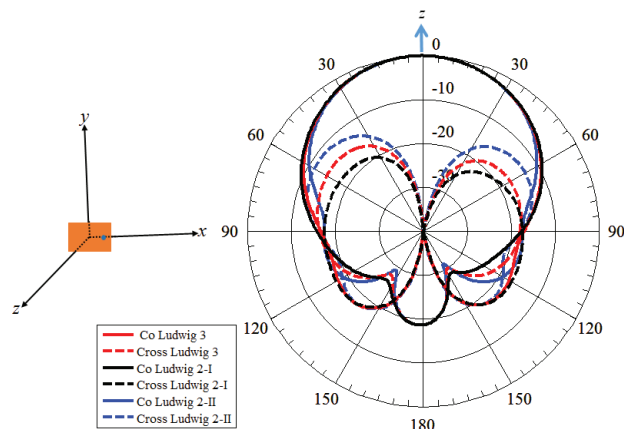 z
0
30
30
-10
60
60
-20
y
90
90
x
z
120
120
Co Ludwig 3
Cross Ludwig 3
Co Ludwig 2-I
Cross Ludwig 2-I
Co Ludwig 2-II
Cross Ludwig 2-II
150
150
180